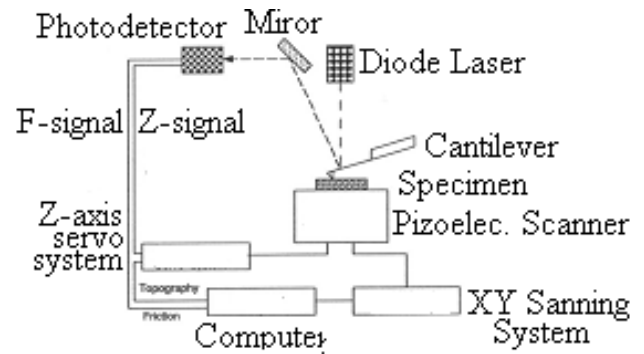 Miror
Photodetector
Diode Laser
F-signal Z-signal
Cantilever
Specimen
Pizoelec. Scanner
Z-axis
servo
system
Topography
Friction
Computer
XY Sanning
System